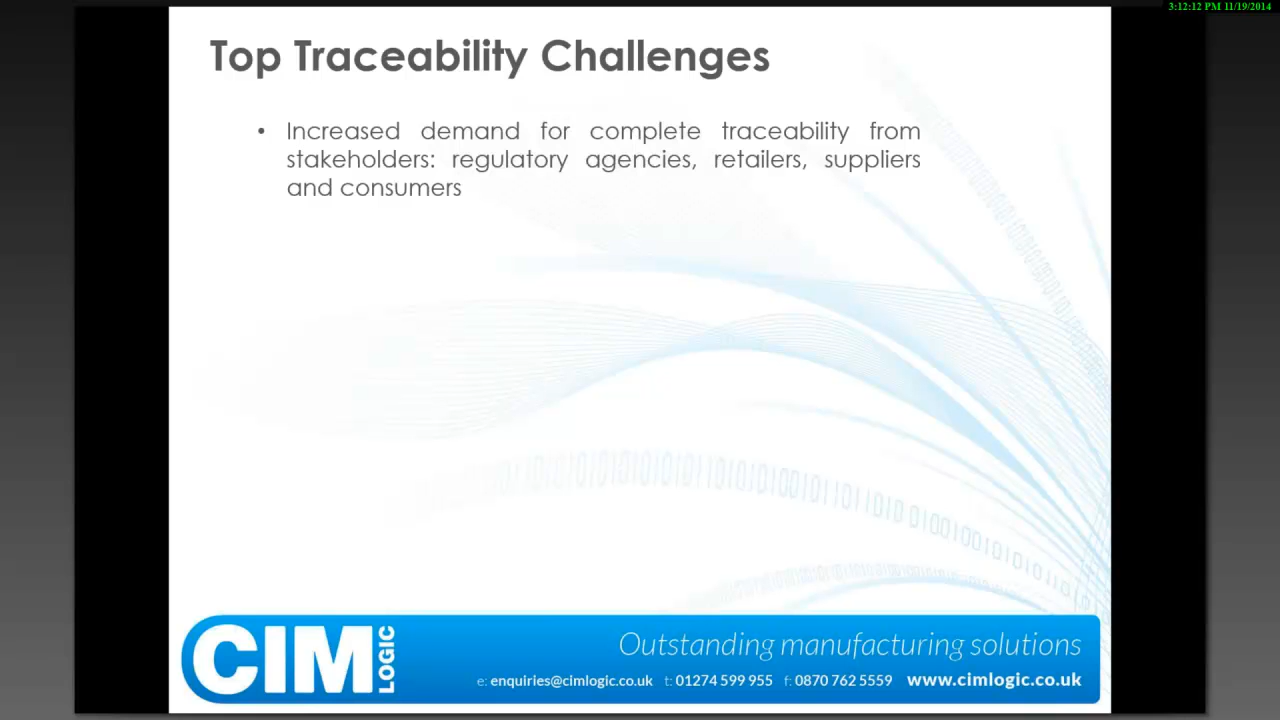 3:12:12 PM 11/19/2014
Top Traceability Challenges
• Increased demand for complete traceability from
stakeholders: regulatory agencies, retailers, suppliers
and consumers
CIM LOGIC
Outstanding manufacturing solutions
e: enquiries@cimlogic.co.uk t: 01274 599 955 f: 0870 762 5559 www.cimlogic.co.uk